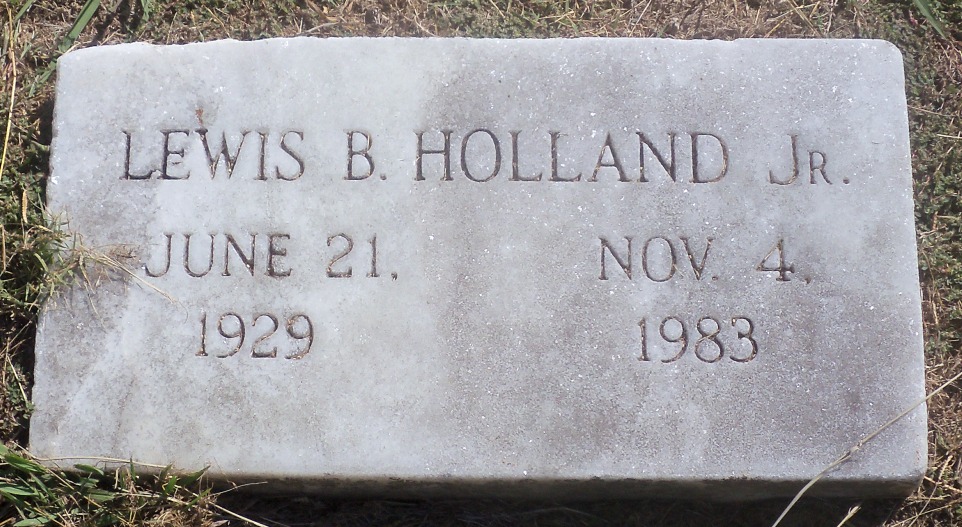 LEWIS B. HOLLAND JR.
JUNE 21, NOV. 4,
1929 1983